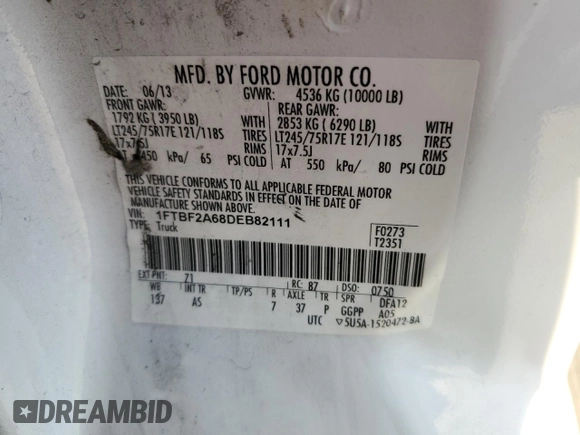 MFD. BY FORD MOTOR CO.
DATE: 06/13 GVWR: 4536 KG (10000 LB)
FRONT GAWR: REAR GAWR:
1792 KG ( 3950 LB) WITH 2853 KG ( 6290 LB) WITH
LT245/75R17E 121/118S TIRES LT245/75R17E 121/118S TIRES
17x7.5J RIMS 17x7.5J RIMS
450 kPa/ 65 PSI COLD AT 550 kPa/ 80 PSI COLD
THIS VEHICLE CONFORMS TO ALL APPLICABLE FEDERAL MOTOR
VEHICLE SAFETY STANDARDS IN EFFECT ON THE DATE OF
MANUFACTURE SHOWN ABOVE.
VIN: 1FTBF2A68DEB82111 F0273
TYPE: Truck T2351
EXT PNT: Z1 RC: 87 DSO: 0750
WB INT TR TP/PS R AXLE TR SPR DFA12
137 AS 7 37 P GGPP A05
UTC ▽5U5A-1520472-BA
DREAMBID